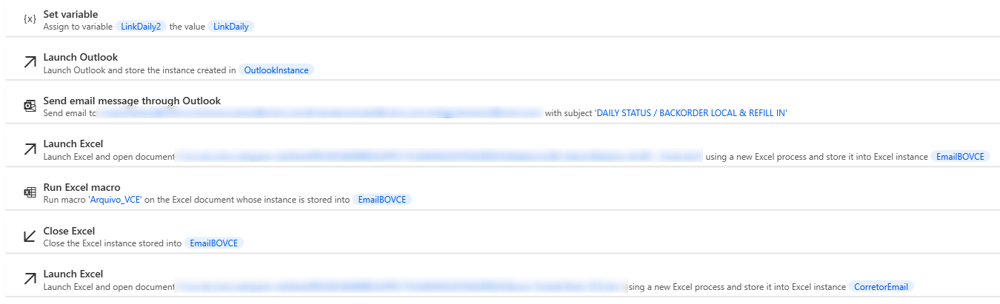 {x} Set variable
Assign to variable LinkDaily2 the value LinkDaily
Launch Outlook
Launch Outlook and store the instance created in OutlookInstance
Send email message through Outlook
Send email to with subject 'DAILY STATUS / BACKORDER LOCAL & REFILL IN'
Launch Excel
Launch Excel and open document using a new Excel process and store it into Excel instance EmailBOVCE
Run Excel macro
Run macro 'Arquivo_VCE' on the Excel document whose instance is stored into EmailBOVCE
Close Excel
Close the Excel instance stored into EmailBOVCE
Launch Excel
Launch Excel and open document sing a new Excel process and store it into Excel instance CorretorEmail